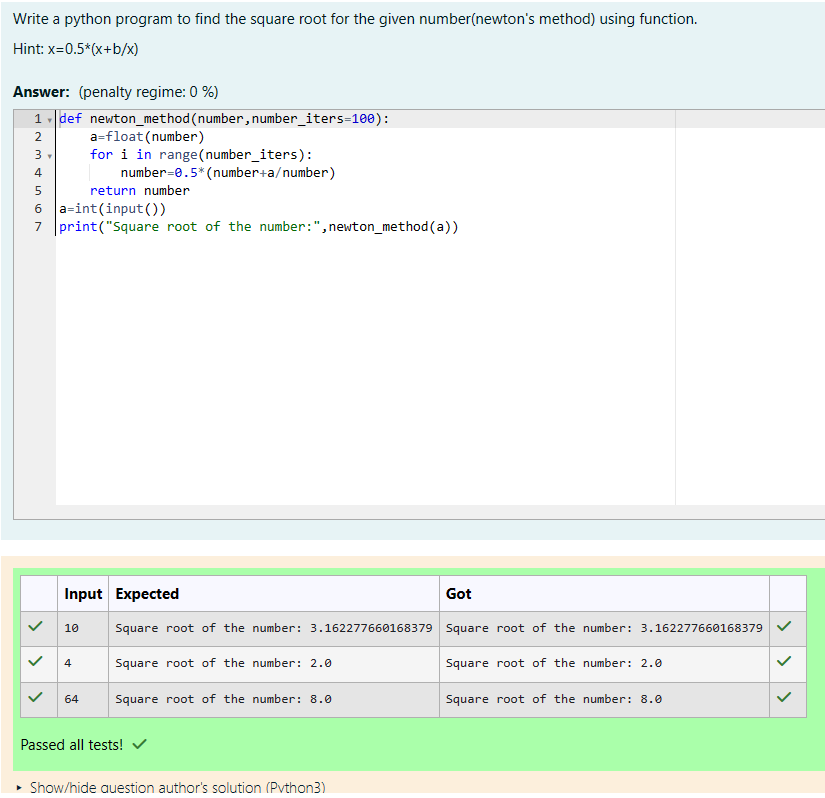 Write a python program to find the square root for the given number(newton's method) using function.
Hint: x=0.5*(x+b/x)
Answer: (penalty regime: 0 %)
1 def newton_method(number,number_iters=100):
2     a=float(number)
3     for i in range(number_iters):
4         number=0.5*(number+a/number)
5     return number
6 a=int(input())
7 print("Square root of the number:",newton_method(a))
Input Expected Got
10 Square root of the number: 3.162277660168379 Square root of the number: 3.162277660168379
4 Square root of the number: 2.0 Square root of the number: 2.0
64 Square root of the number: 8.0 Square root of the number: 8.0
Passed all tests!
Show/hide question author's solution (Python3)